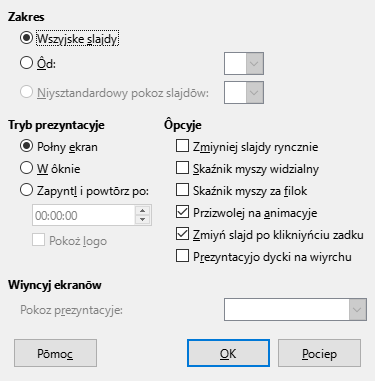 Zakres
Wszyjske slajdy
Ôd:
Niysztandardowy pokoz slajdōw:
Tryb prezyntacyje
Połny ekran
W ôknie
Zapyntl i powtōrz po:
00:00:00
Pokoż logo
Ôpcyje
Zmiyniej slajdy ryncznie
Skaźnik myszy widzialny
Skaźnik myszy za filok
Przizwolej na animacyje
Zmiyń slajd po klikniyńciu zadku
Prezyntacyjo dycki na wiyrchu
Wiyncyj ekranōw
Pokoz prezyntacyje:
Pōmoc
OK
Pociep